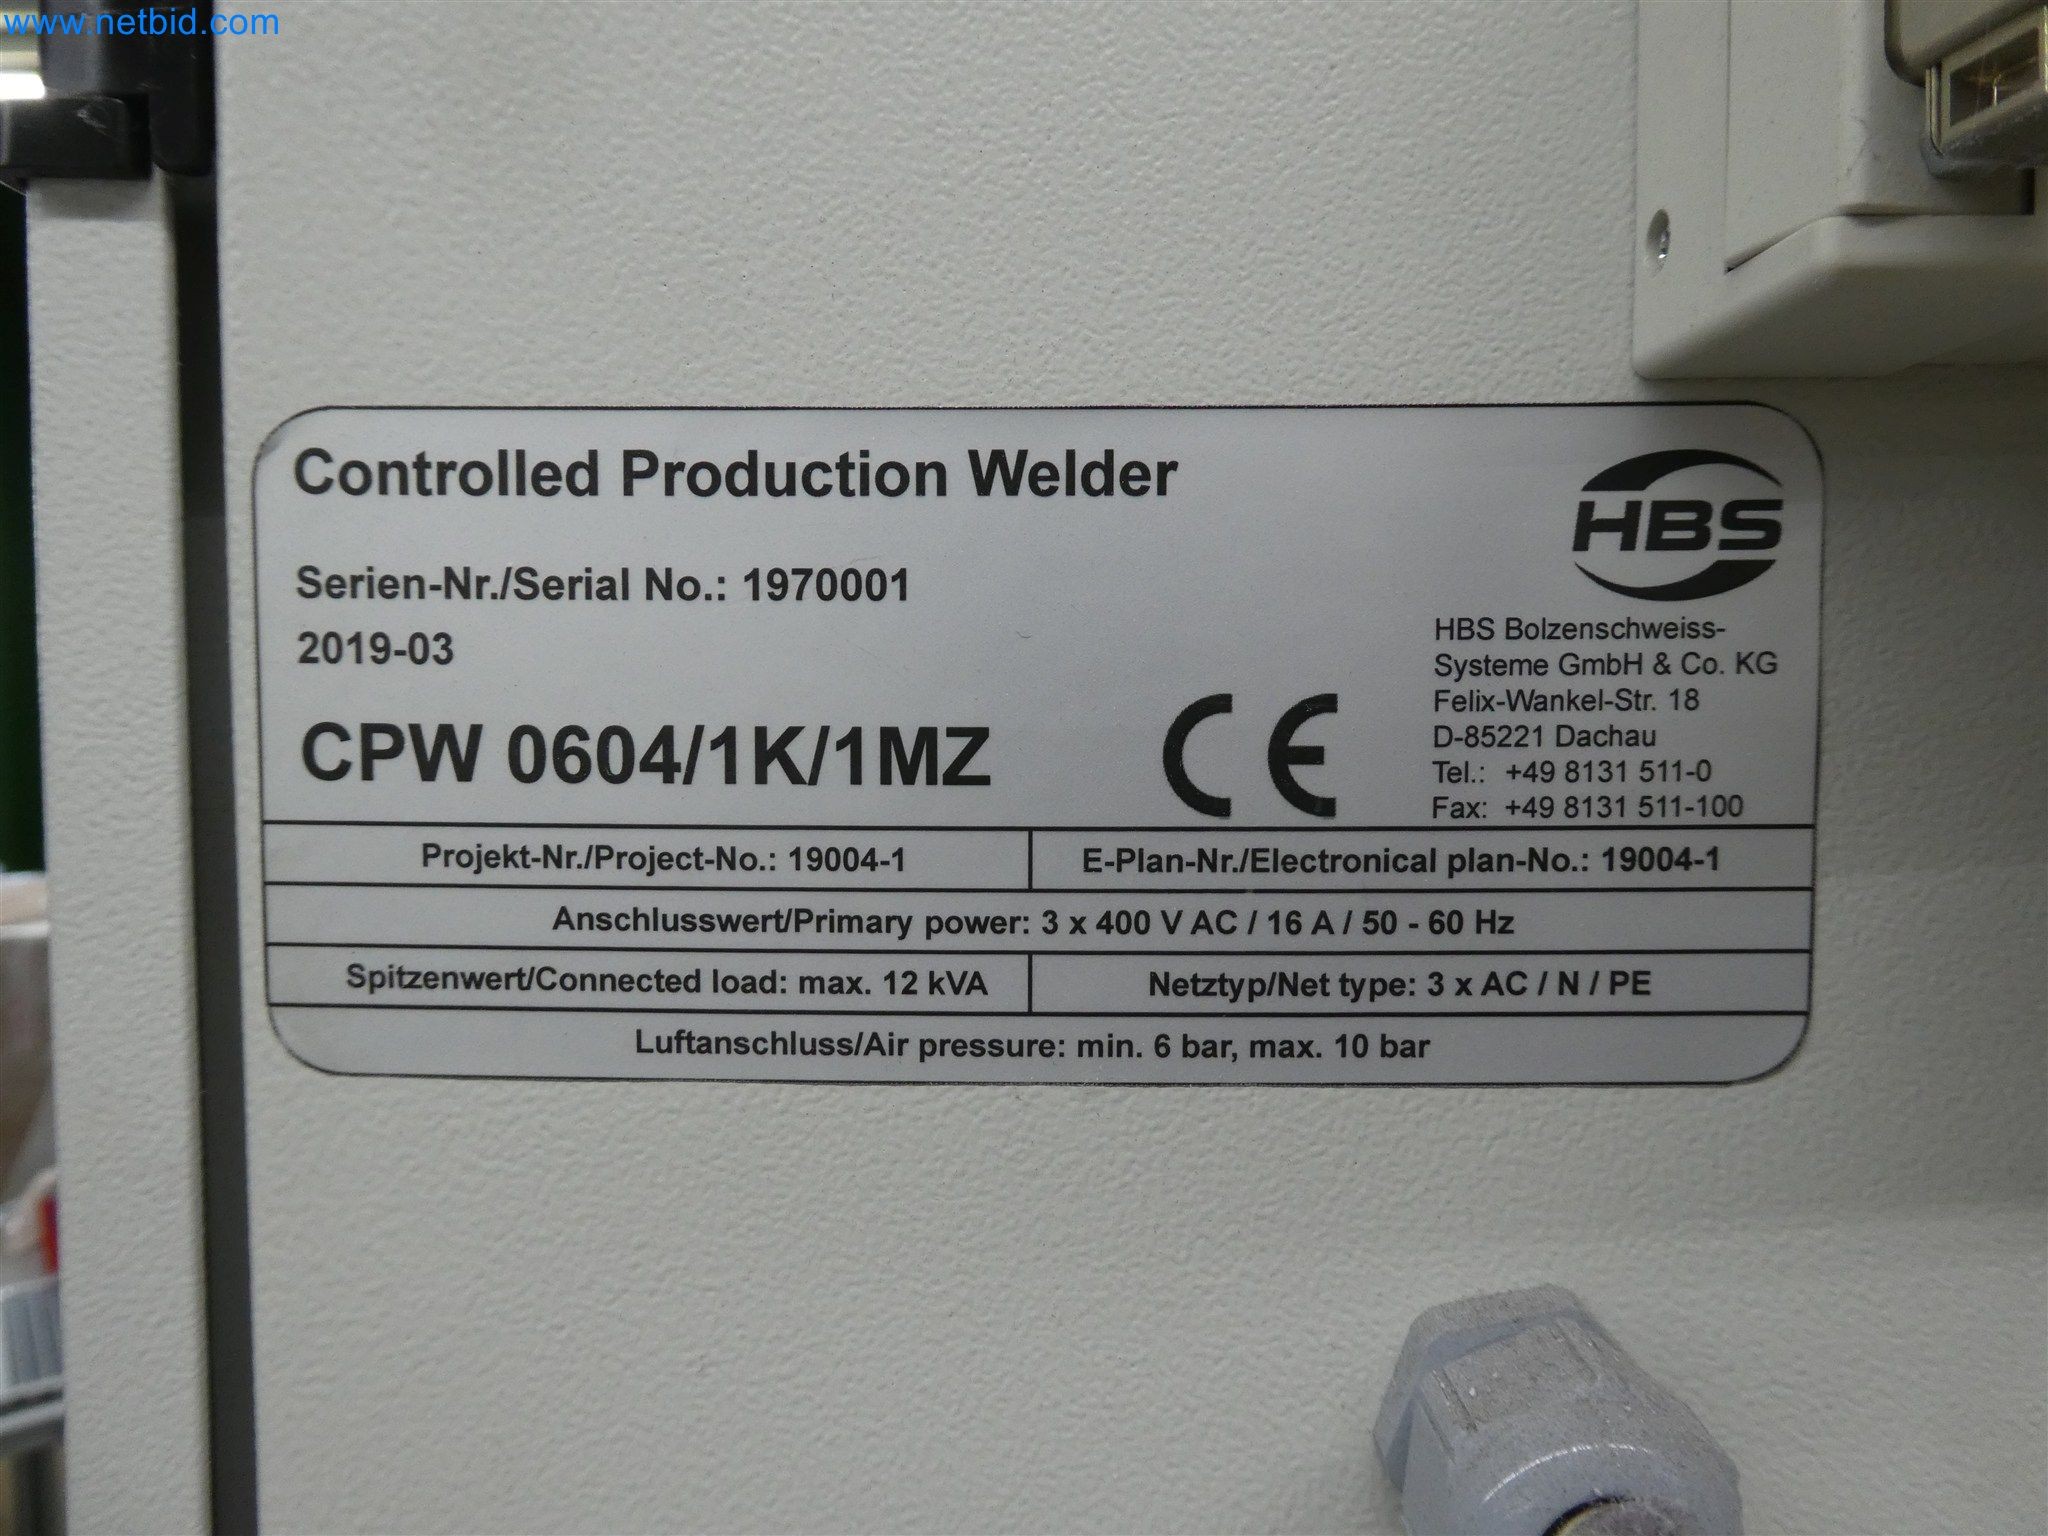 www.netbid.com
Controlled Production Welder
HBS
Serien-Nr./Serial No.: 1970001
2019-03
CPW 0604/1K/1MZ
CE
HBS Bolzenschweiss-
Systeme GmbH & Co. KG
Felix-Wankel-Str. 18
D-85221 Dachau
Tel.: +49 8131 511-0
Fax: +49 8131 511-100
Projekt-Nr./Project-No.: 19004-1
E-Plan-Nr./Electronical plan-No.: 19004-1
Anschlusswert/Primary power: 3 x 400 V AC / 16 A / 50 - 60 Hz
Spitzenwert/Connected load: max. 12 kVA
Netztyp/Net type: 3 x AC / N / PE
Luftanschluss/Air pressure: min. 6 bar, max. 10 bar